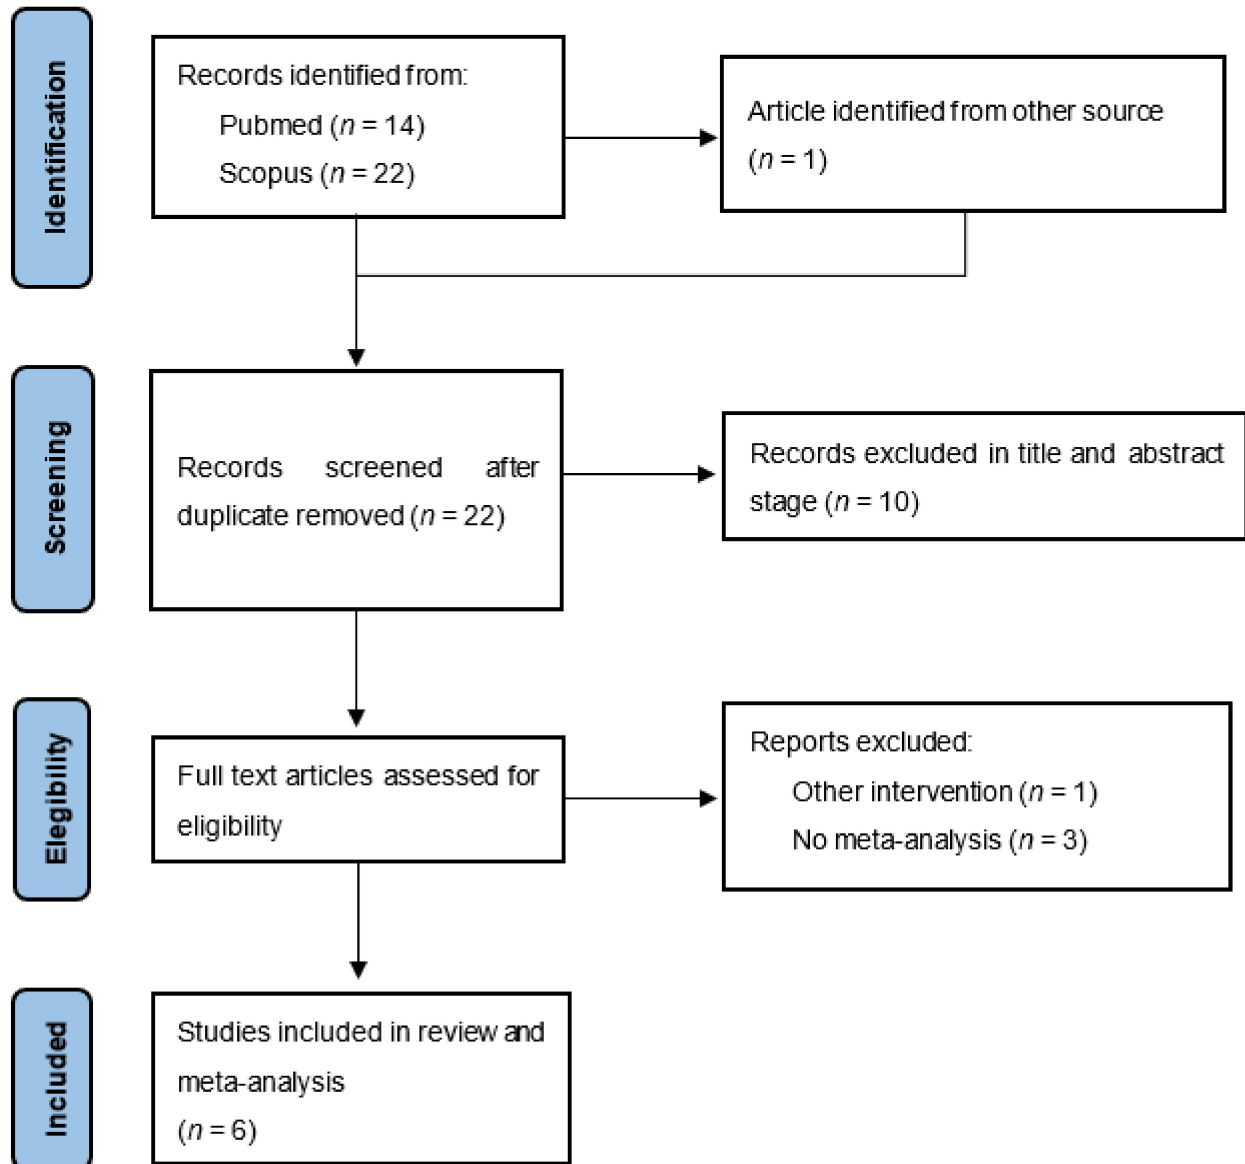 Identification
Records identified from:
Pubmed (n = 14)
Scopus (n = 22)
Article identified from other source
(n = 1)
Screening
Records screened after
duplicate removed (n = 22)
Records excluded in title and abstract
stage (n = 10)
Elegibility
Full text articles assessed for
eligibility
Reports excluded:
Other intervention (n = 1)
No meta-analysis (n = 3)
Included
Studies included in review and
meta-analysis
(n = 6)